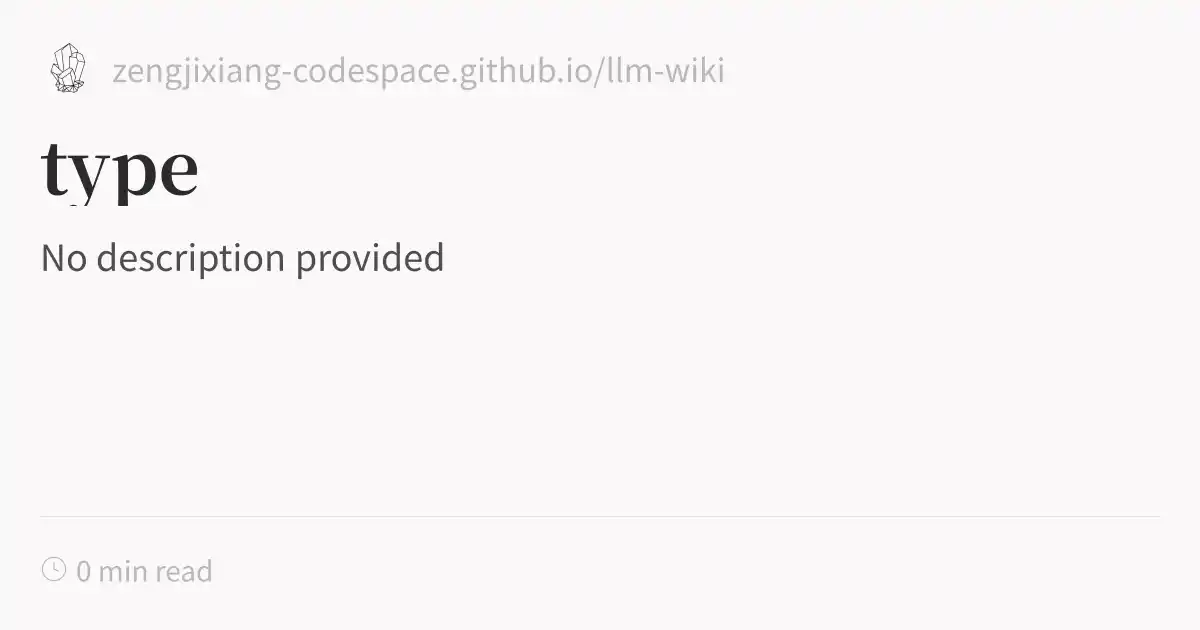 zengjixiang-codespace.github.io/llm-wiki
type
No description provided
0 min read